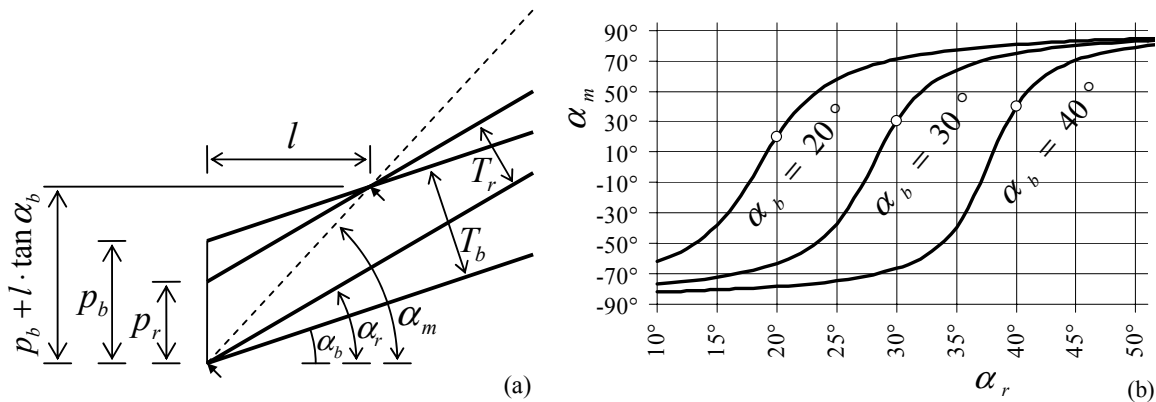 l
p_b + l · tan α_b
p_b
p_r
T_r
T_b
α_b
α_r
α_m
(a)
90°
70°
50°
30°
10°
-10°
-30°
-50°
-70°
-90°
α_m
α_b = 20°
α_b = 30°
α_b = 40°
10°
15°
20°
25°
30°
35°
40°
45°
50°
α_r
(b)